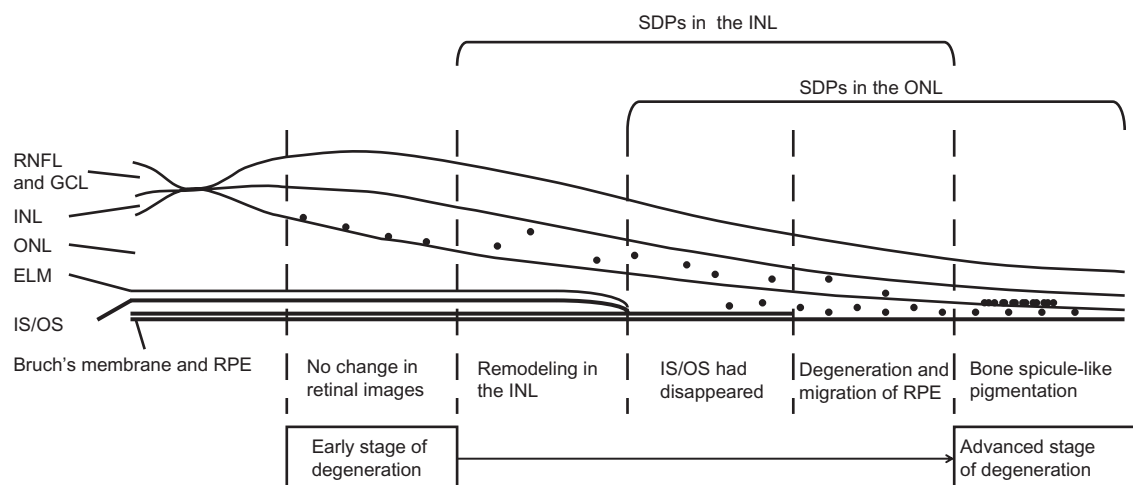 SDPs in the INL
SDPs in the ONL
RNFL
and GCL
INL
ONL
ELM
IS/OS
Bruch's membrane and RPE
No change in
retinal images
Remodeling in
the INL
IS/OS had
disappeared
Degeneration and
migration of RPE
Bone spicule-like
pigmentation
Early stage of
degeneration
Advanced stage
of degeneration